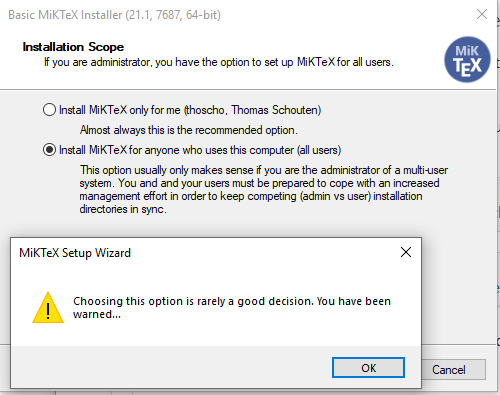 Basic MiKTeX Installer (21.1, 7687, 64-bit)
Installation Scope
If you are administrator, you have the option to set up MiKTeX for all users.
MiK
TEX
Install MiKTeX only for me (thoscho, Thomas Schouten)
Almost always this is the recommended option.
Install MiKTeX for anyone who uses this computer (all users)
This option usually only makes sense if you are the administrator of a multi-user
system. You and and your users must be prepared to cope with an increased
management effort in order to keep competing (admin vs user) installation
directories in sync.
MiKTeX Setup Wizard
Choosing this option is rarely a good decision. You have been
warned...
OK
Cancel